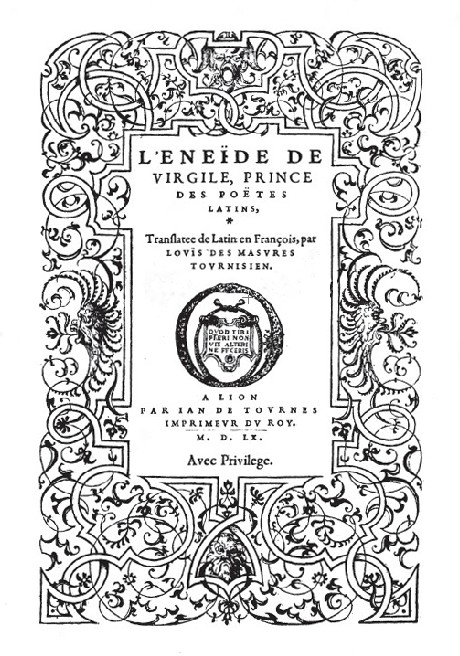 L'ENEÏDE DE
VIRGILE, PRINCE
DES POËTES
LATINS,
*
Translatee de Latin en François, par
LOVÏS DES MASVRES
TOVRNISIEN.
QVOD TIBI
FIERI NON
VIS ALTERI
NE FECERIS
A LION
PAR IAN DE TOVRNES
IMPRIMEVR DV ROY.
M. D. LX.
Avec Privilege.